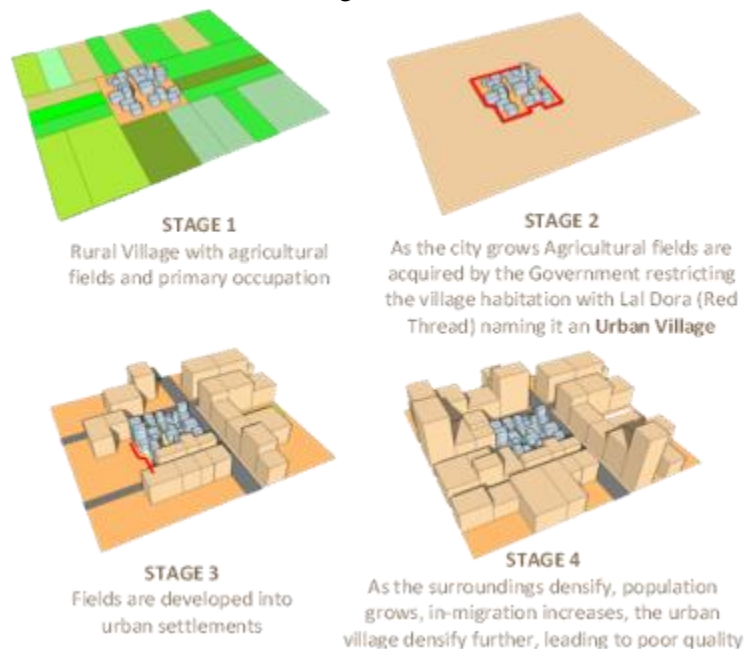 STAGE 1
Rural Village with agricultural
fields and primary occupation
STAGE 2
As the city grows Agricultural fields are
acquired by the Government restricting
the village habitation with Lal Dora (Red
Thread) naming it an Urban Village
STAGE 3
Fields are developed into
urban settlements
STAGE 4
As the surroundings densify, population
grows, in-migration increases, the urban
village densify further, leading to poor quality